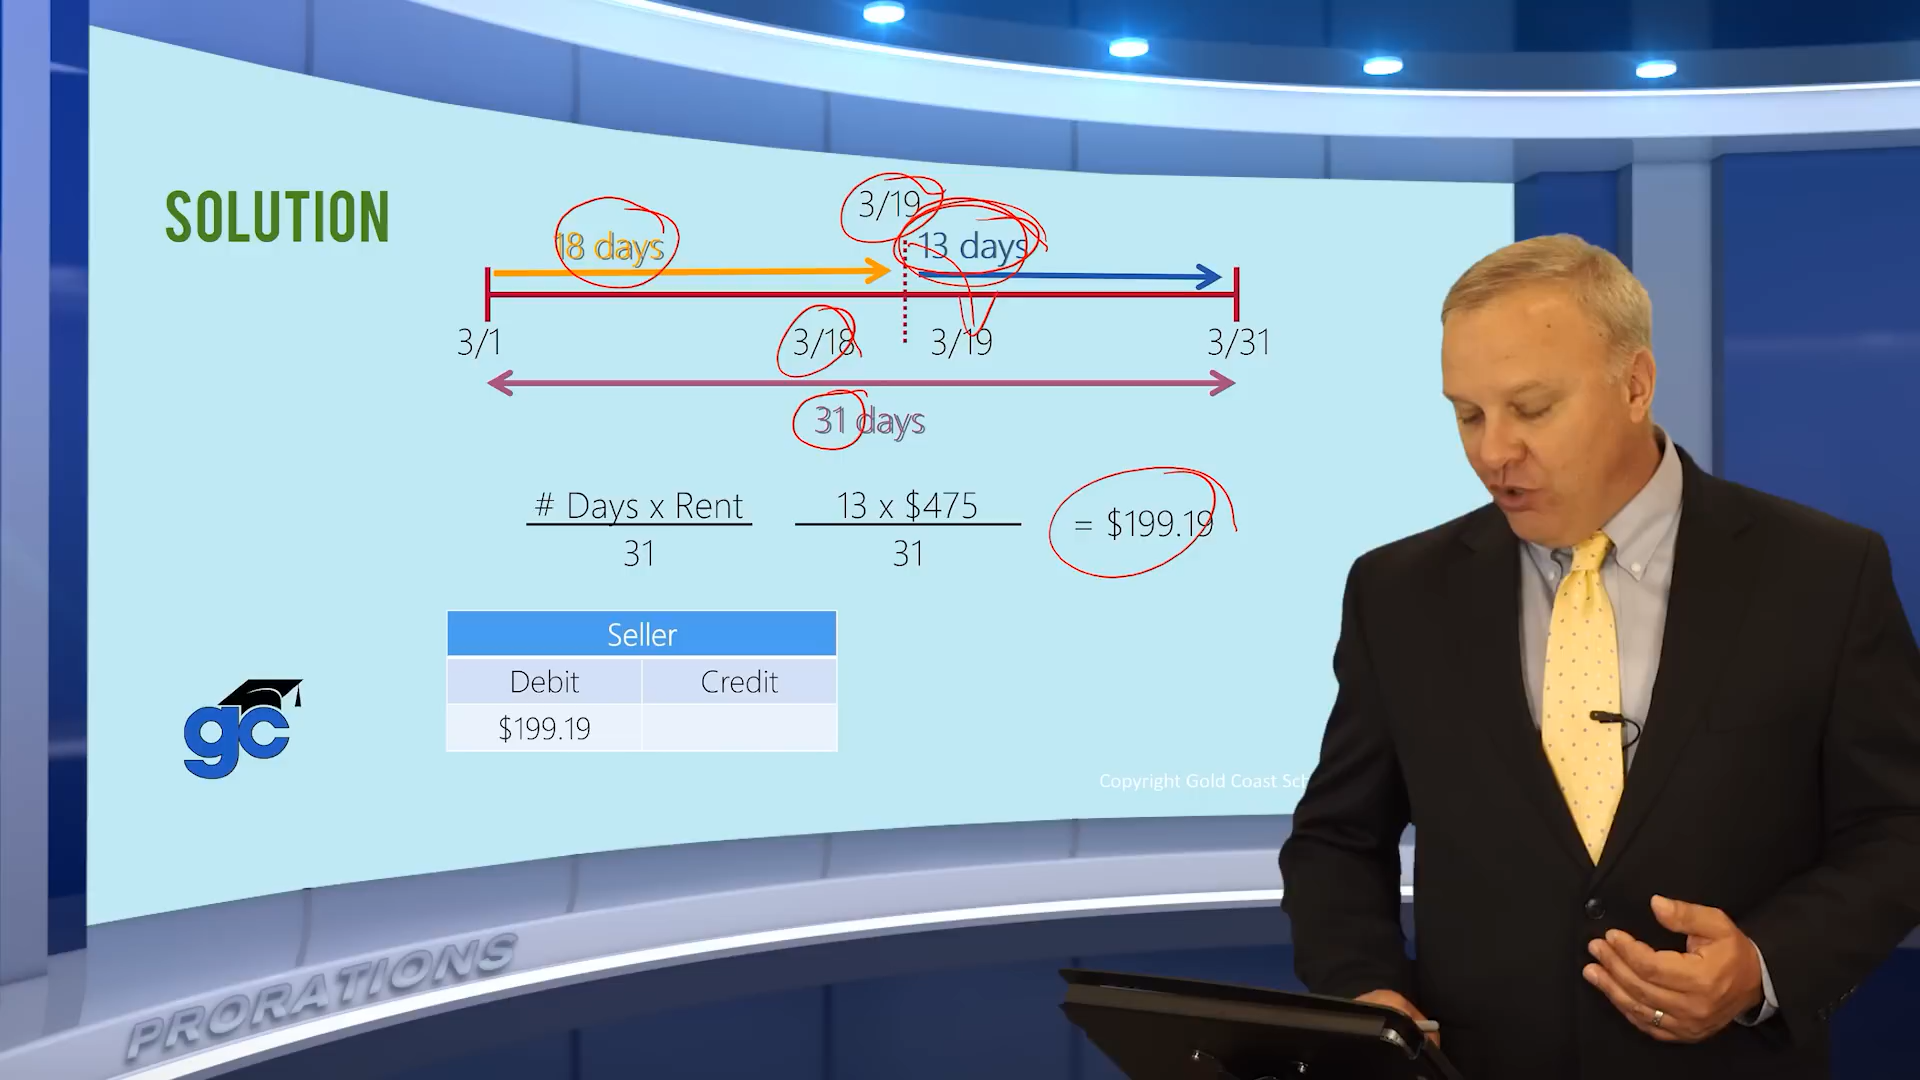 SOLUTION
3/19
18 days
13 days
3/1
3/18
3/19
3/31
31 days
# Days x Rent
31
13 x $475
31
= $199.19
Seller
Debit
Credit
$199.19
gc
Copyright Gold Coast
PRORATIONS